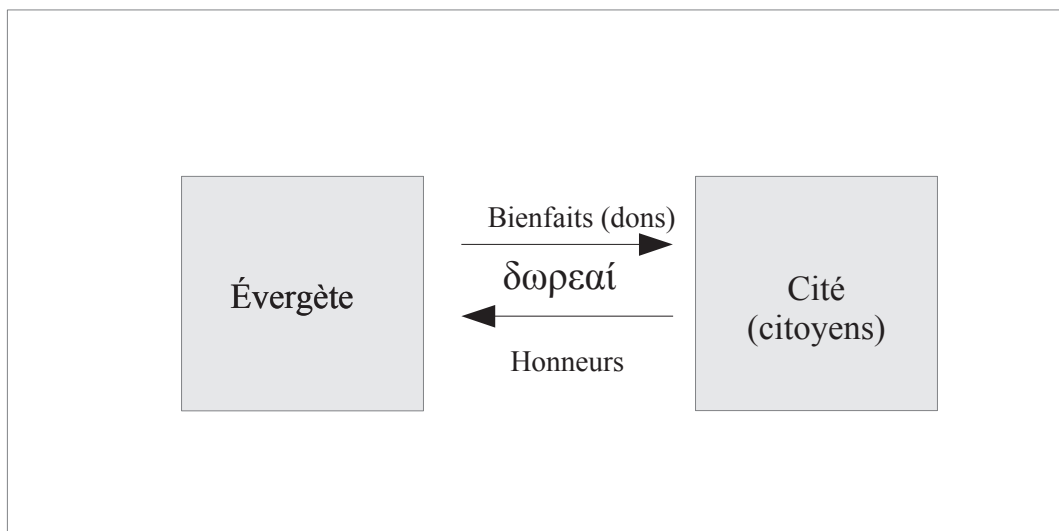 Évergète
Bienfaits (dons)
δωρεαί
Honneurs
Cité
(citoyens)